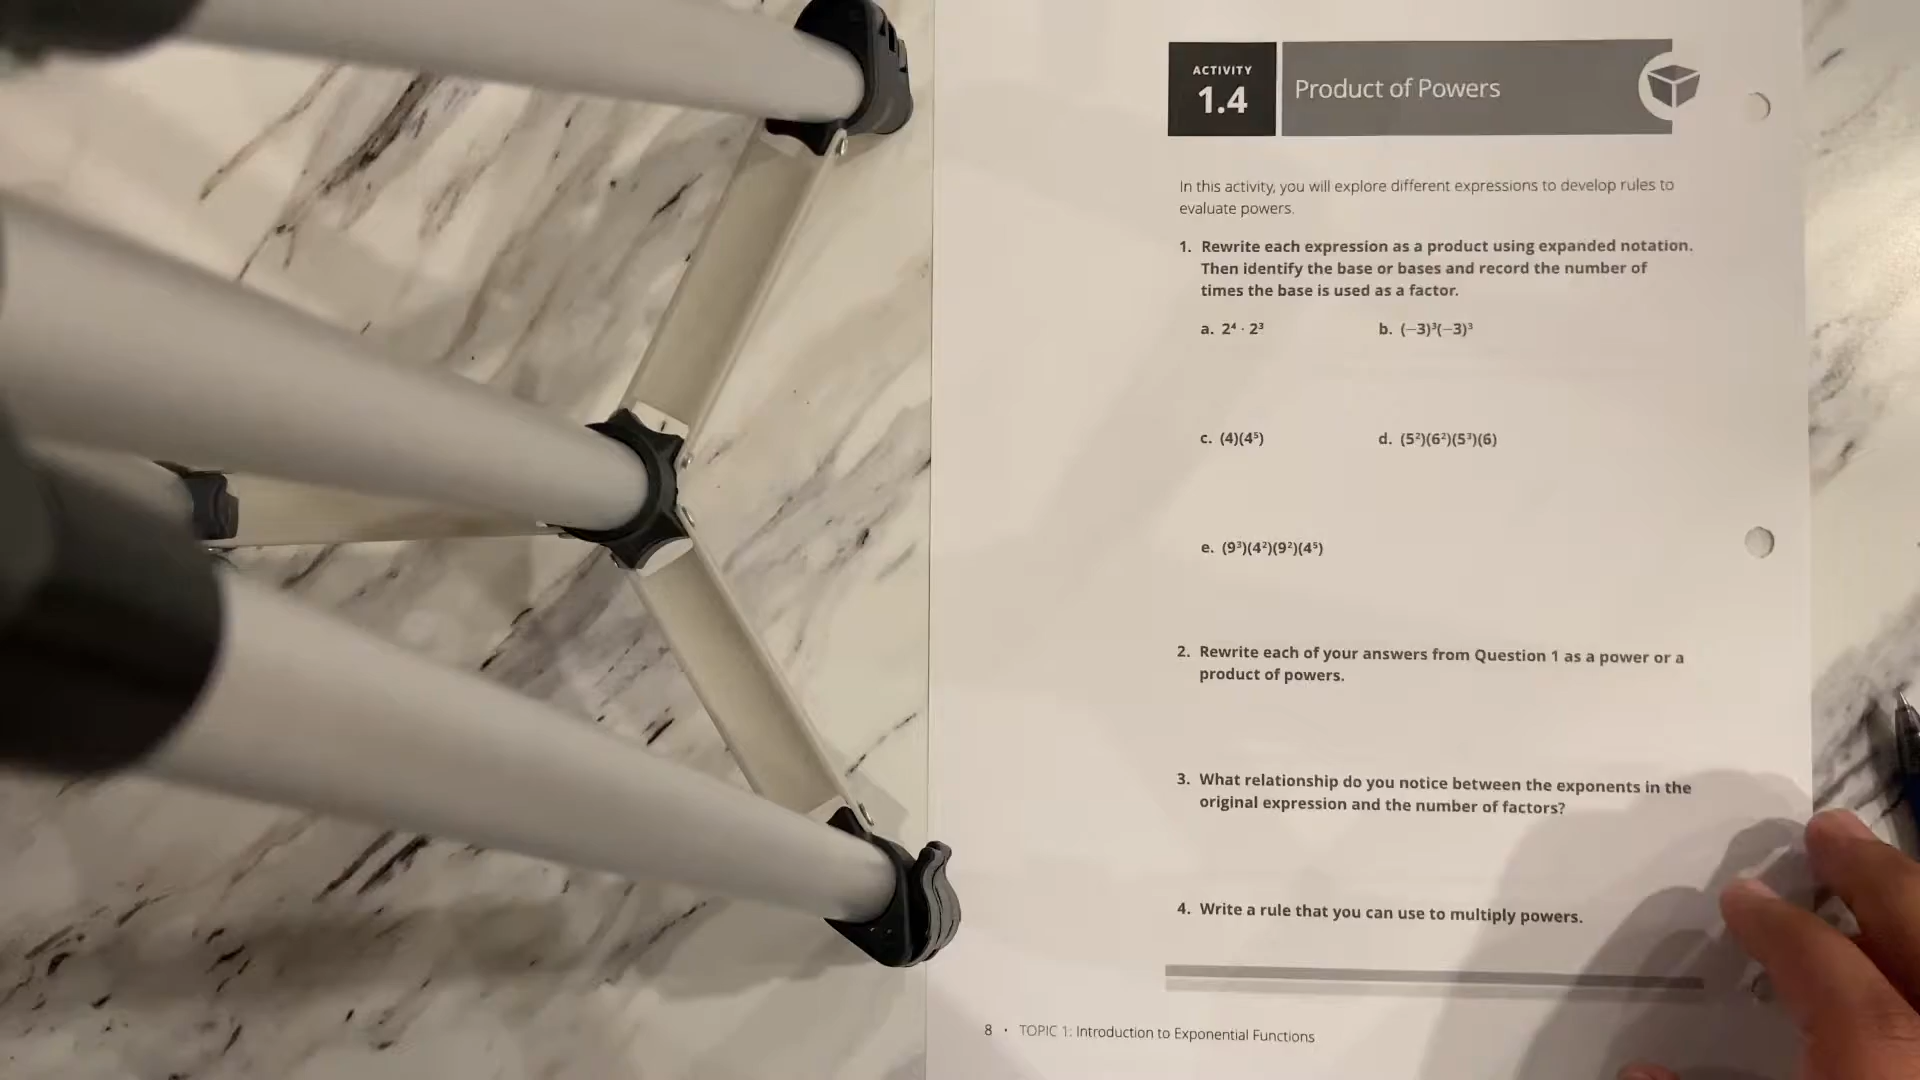 ACTIVITY
1.4
Product of Powers
In this activity, you will explore different expressions to develop rules to
evaluate powers.
1. Rewrite each expression as a product using expanded notation.
Then identify the base or bases and record the number of
times the base is used as a factor.
a. 2⁴ · 2³ b. (−3)³(−3)³
c. (4)(4⁵) d. (5²)(6²)(5³)(6)
e. (9³)(4²)(9²)(4⁵)
2. Rewrite each of your answers from Question 1 as a power or a
product of powers.
3. What relationship do you notice between the exponents in the
original expression and the number of factors?
4. Write a rule that you can use to multiply powers.
8 • TOPIC 1: Introduction to Exponential Functions